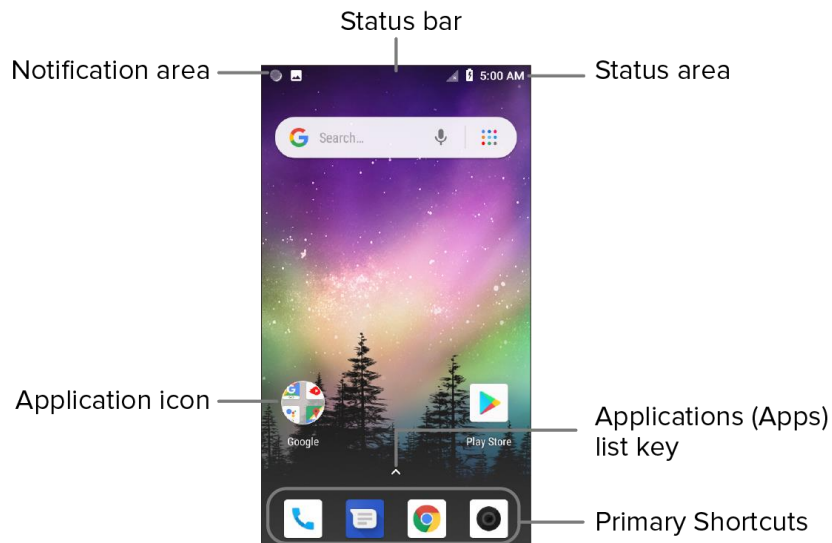 Status bar
Notification area
Status area
5:00 AM
G Search...
Application icon
Google
Play Store
Applications (Apps)
list key
Primary Shortcuts